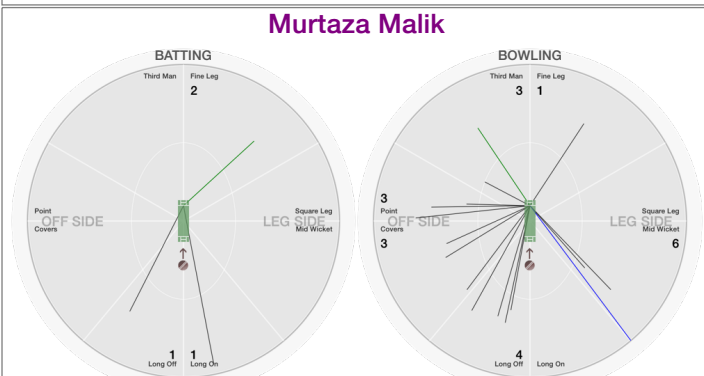 Murtaza Malik
BATTING
Third Man Fine Leg
2
Point
OFF SIDE
Covers
Square Leg
LEG SIDE
Mid Wicket
1 1
Long Off Long On
BOWLING
Third Man Fine Leg
3 1
3
Point
OFF SIDE
Covers
3
Square Leg
LEG SIDE
Mid Wicket
6
4
Long Off Long On